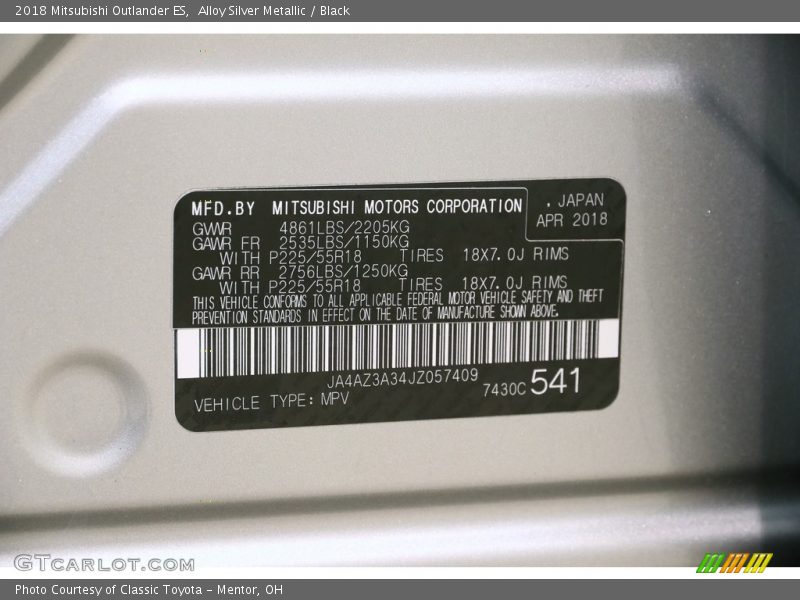 2018 Mitsubishi Outlander ES, Alloy Silver Metallic / Black
MFD.BY MITSUBISHI MOTORS CORPORATION , JAPAN
APR 2018
GVWR 4861LBS/2205KG
GAWR FR 2535LBS/1150KG
WITH P225/55R18 TIRES 18X7.0J RIMS
GAWR RR 2756LBS/1250KG
WITH P225/55R18 TIRES 18X7.0J RIMS
THIS VEHICLE CONFORMS TO ALL APPLICABLE FEDERAL MOTOR VEHICLE SAFETY AND THEFT
PREVENTION STANDARDS IN EFFECT ON THE DATE OF MANUFACTURE SHOWN ABOVE.
JA4AZ3A34JZ057409
VEHICLE TYPE: MPV 7430C 541
GTCARLOT.COM
Photo Courtesy of Classic Toyota - Mentor, OH